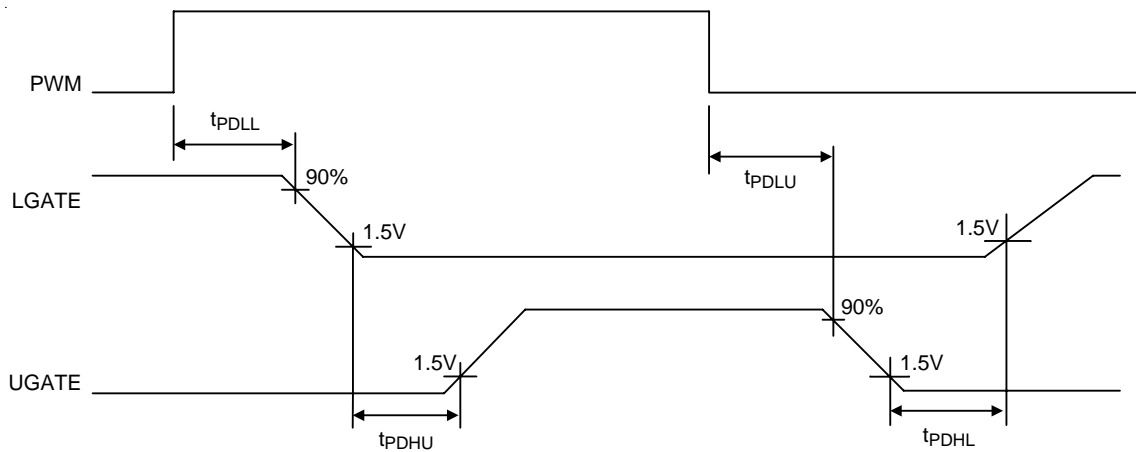 PWM
tPDLL
tPDLU
90%
LGATE
1.5V
1.5V
90%
1.5V
1.5V
UGATE
tPDHU
tPDHL